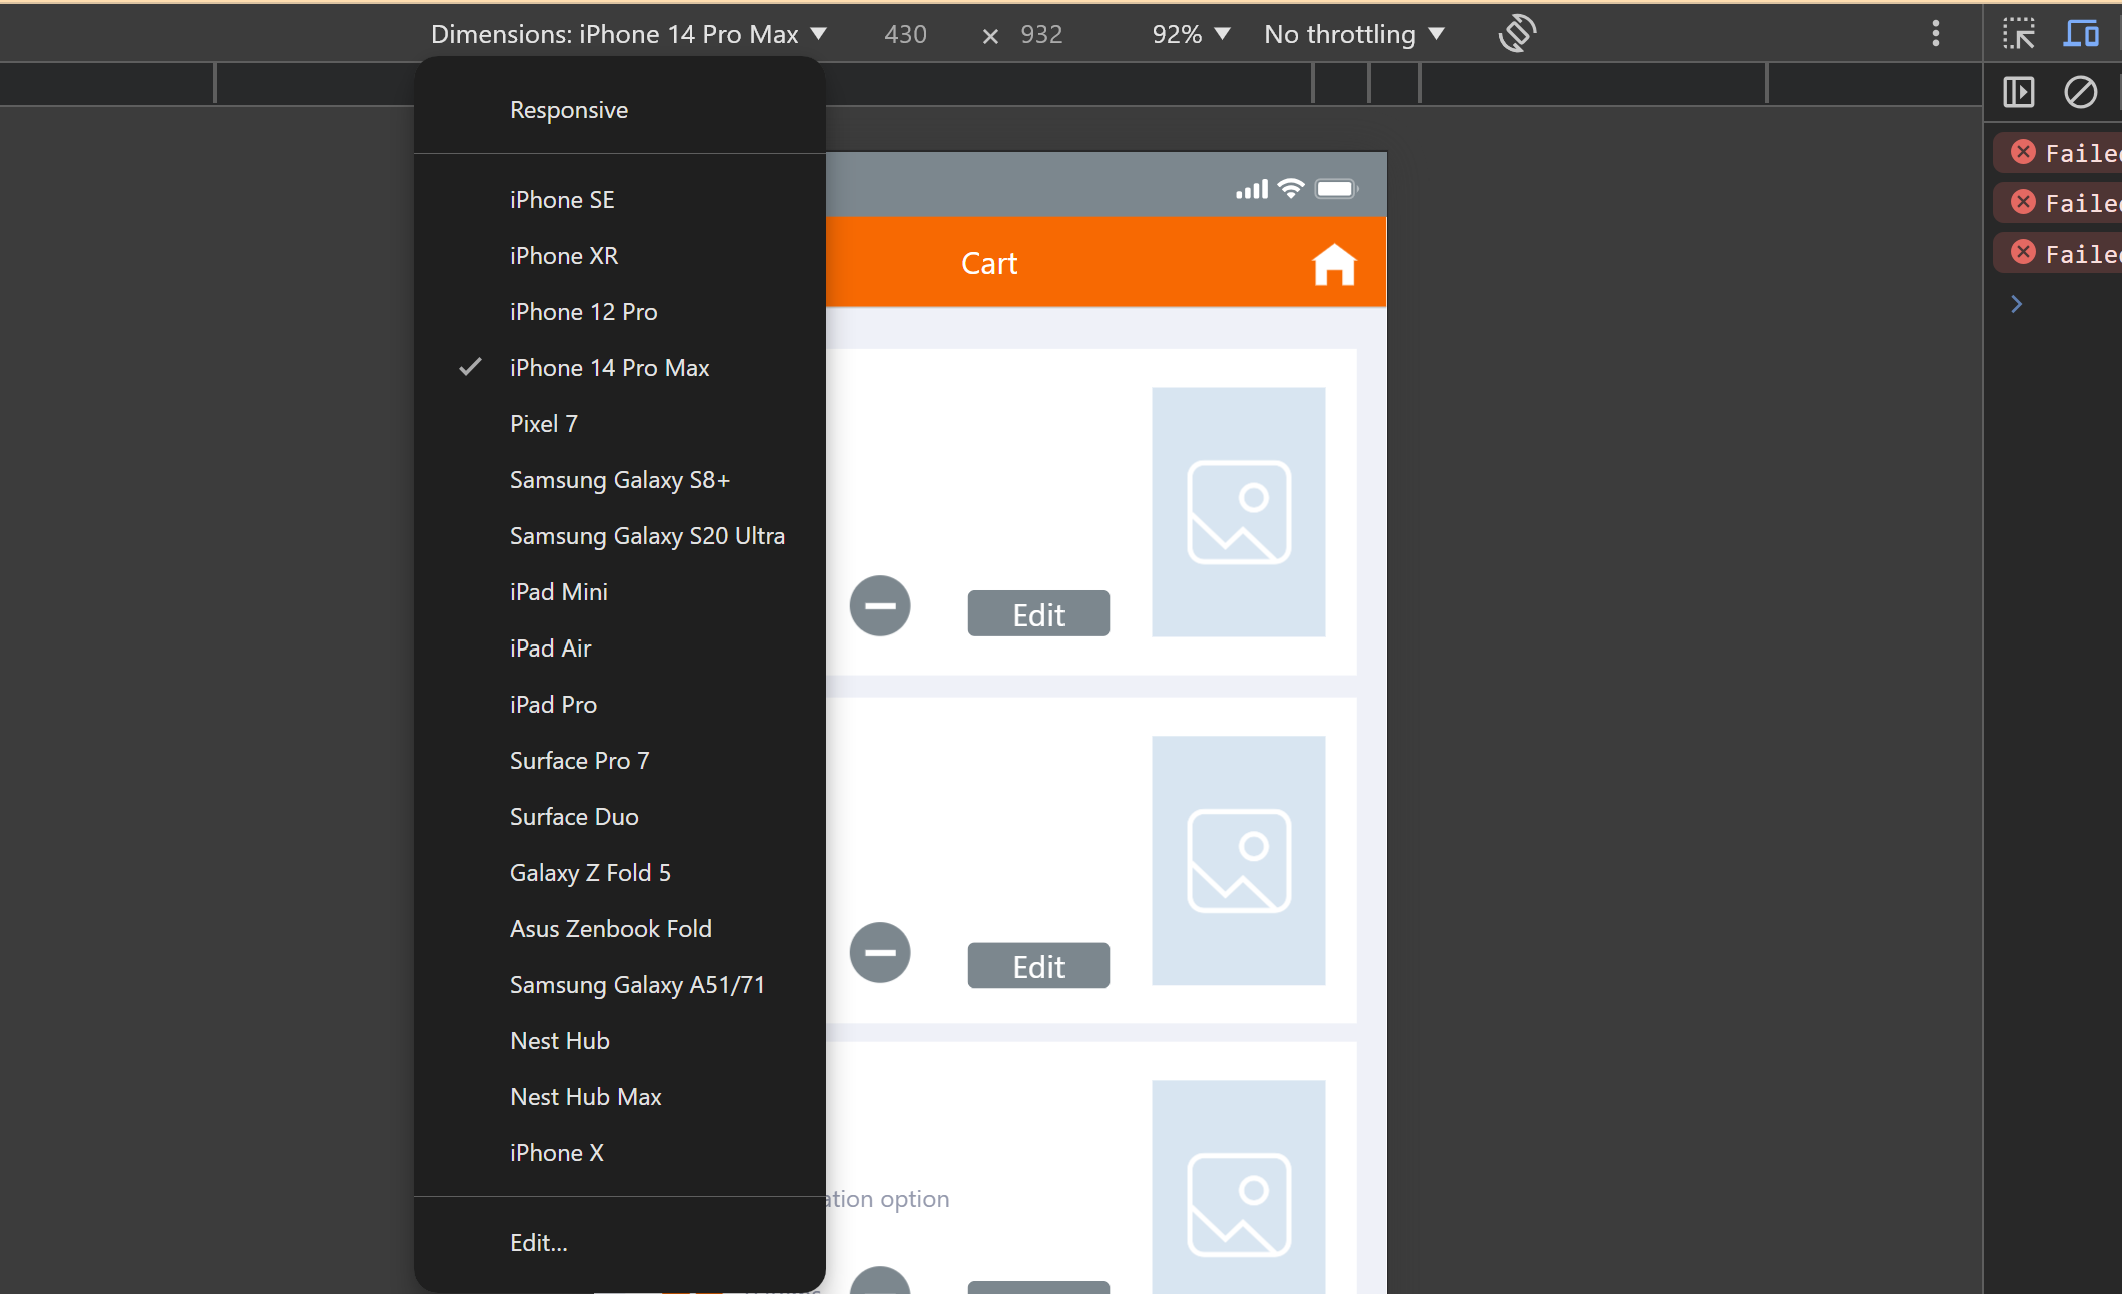 Dimensions: iPhone 14 Pro Max 430 × 932 92% No throttling
Responsive
iPhone SE
iPhone XR
iPhone 12 Pro
iPhone 14 Pro Max
Pixel 7
Samsung Galaxy S8+
Samsung Galaxy S20 Ultra
iPad Mini
iPad Air
iPad Pro
Surface Pro 7
Surface Duo
Galaxy Z Fold 5
Asus Zenbook Fold
Samsung Galaxy A51/71
Nest Hub
Nest Hub Max
iPhone X
Edit...
Cart
Edit
Edit
ation option
Failed
Failed
Failed